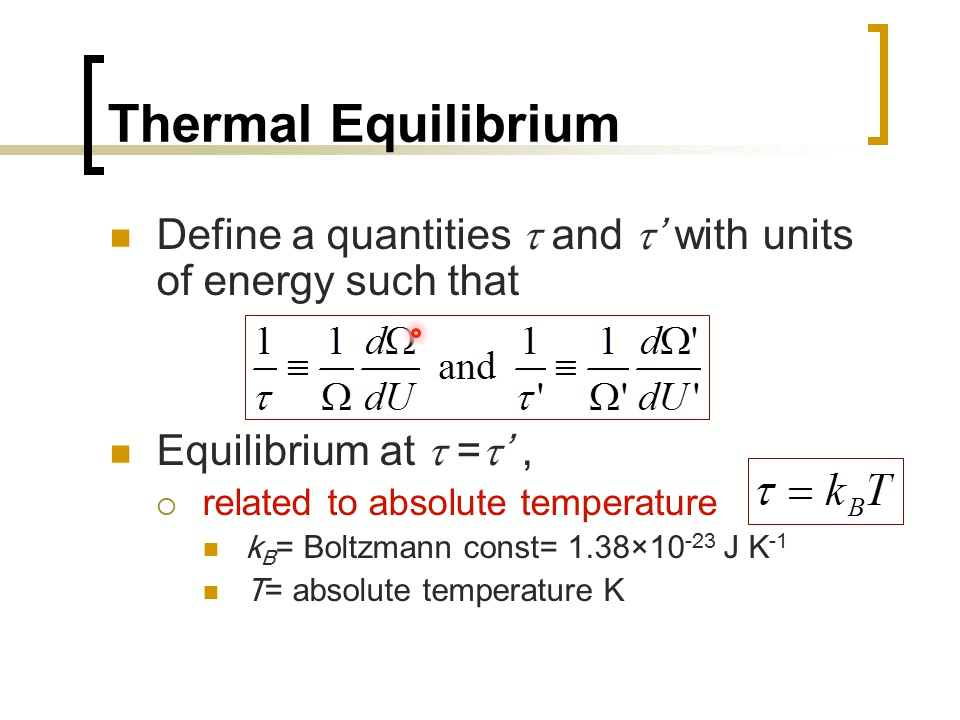 Thermal Equilibrium
Define a quantities τ and τ’ with units
of energy such that
1/τ ≡ 1/Ω dΩ/dU and 1/τ' ≡ 1/Ω' dΩ'/dU'
Equilibrium at τ =τ’ ,
related to absolute temperature
τ = k_B T
k_B= Boltzmann const= 1.38×10⁻²³ J K⁻¹
T= absolute temperature K